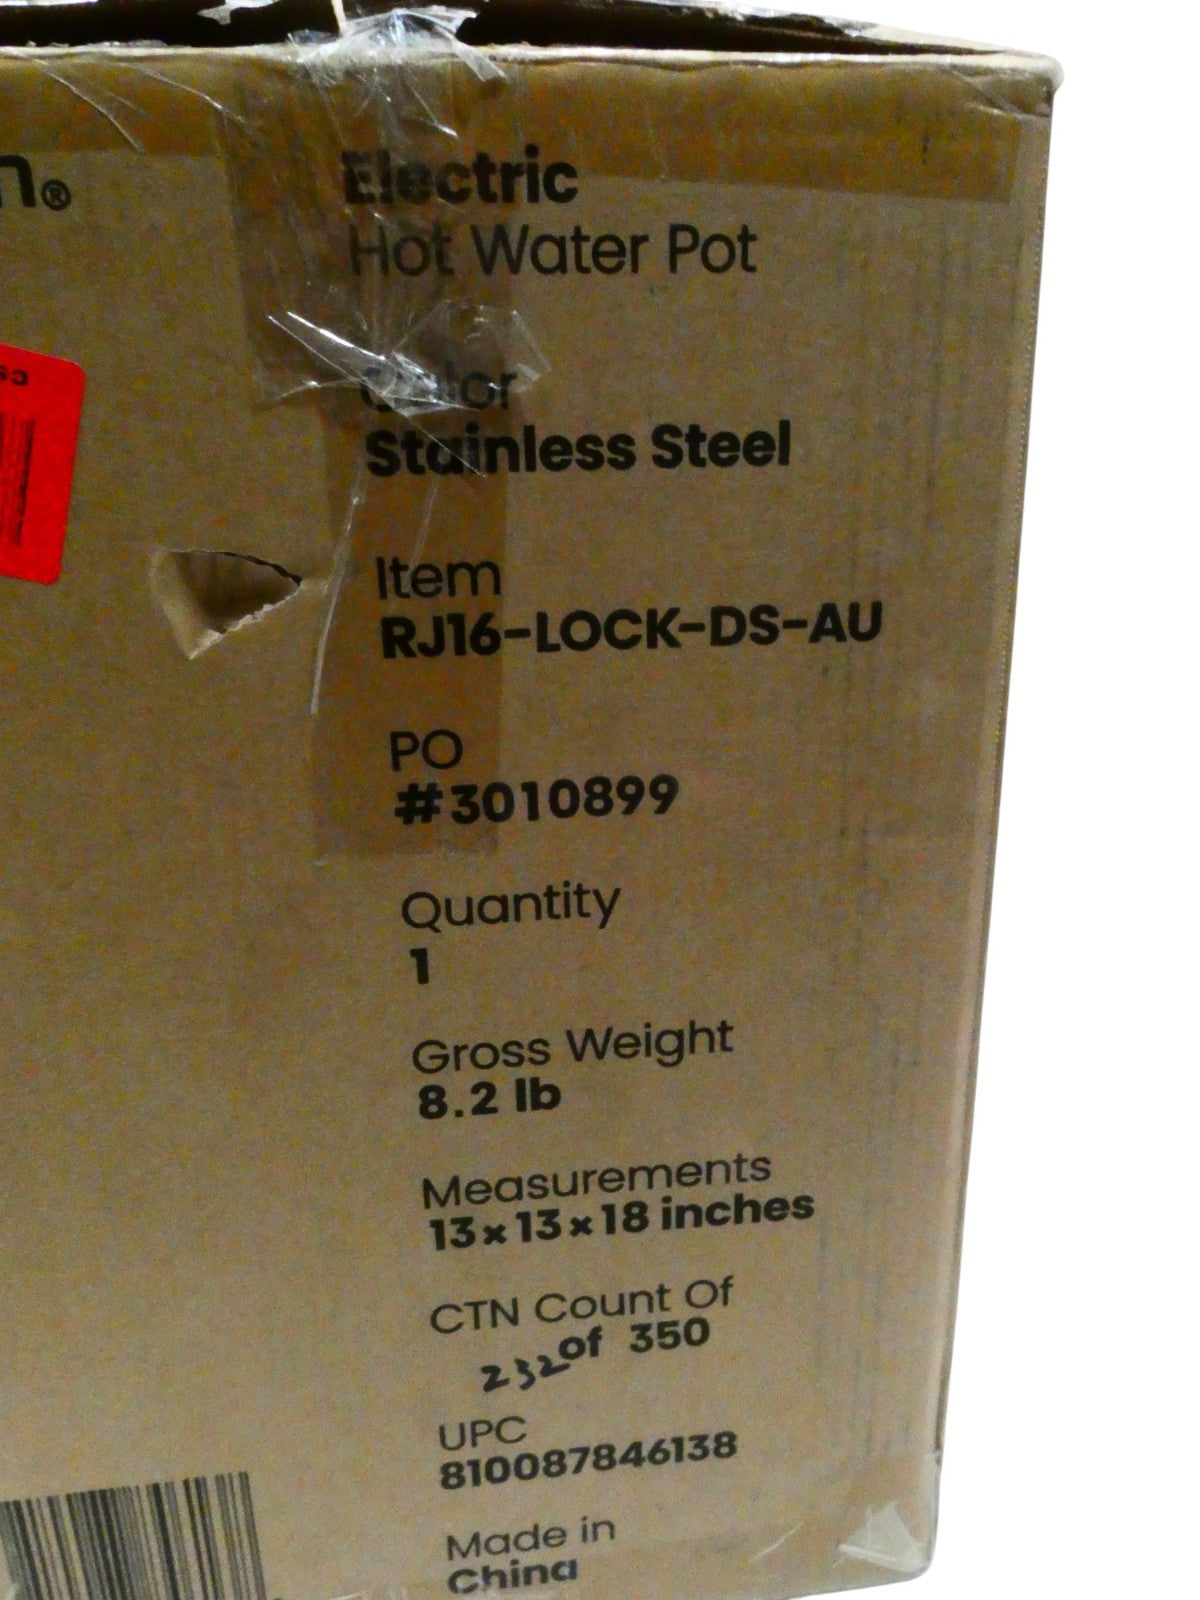 Electric
Hot Water Pot
Color
Stainless Steel
Item
RJ16-LOCK-DS-AU
PO
#3010899
Quantity
1
Gross Weight
8.2 lb
Measurements
13x13x18 inches
CTN Count Of
232 of 350
UPC
810087846138
Made in
China